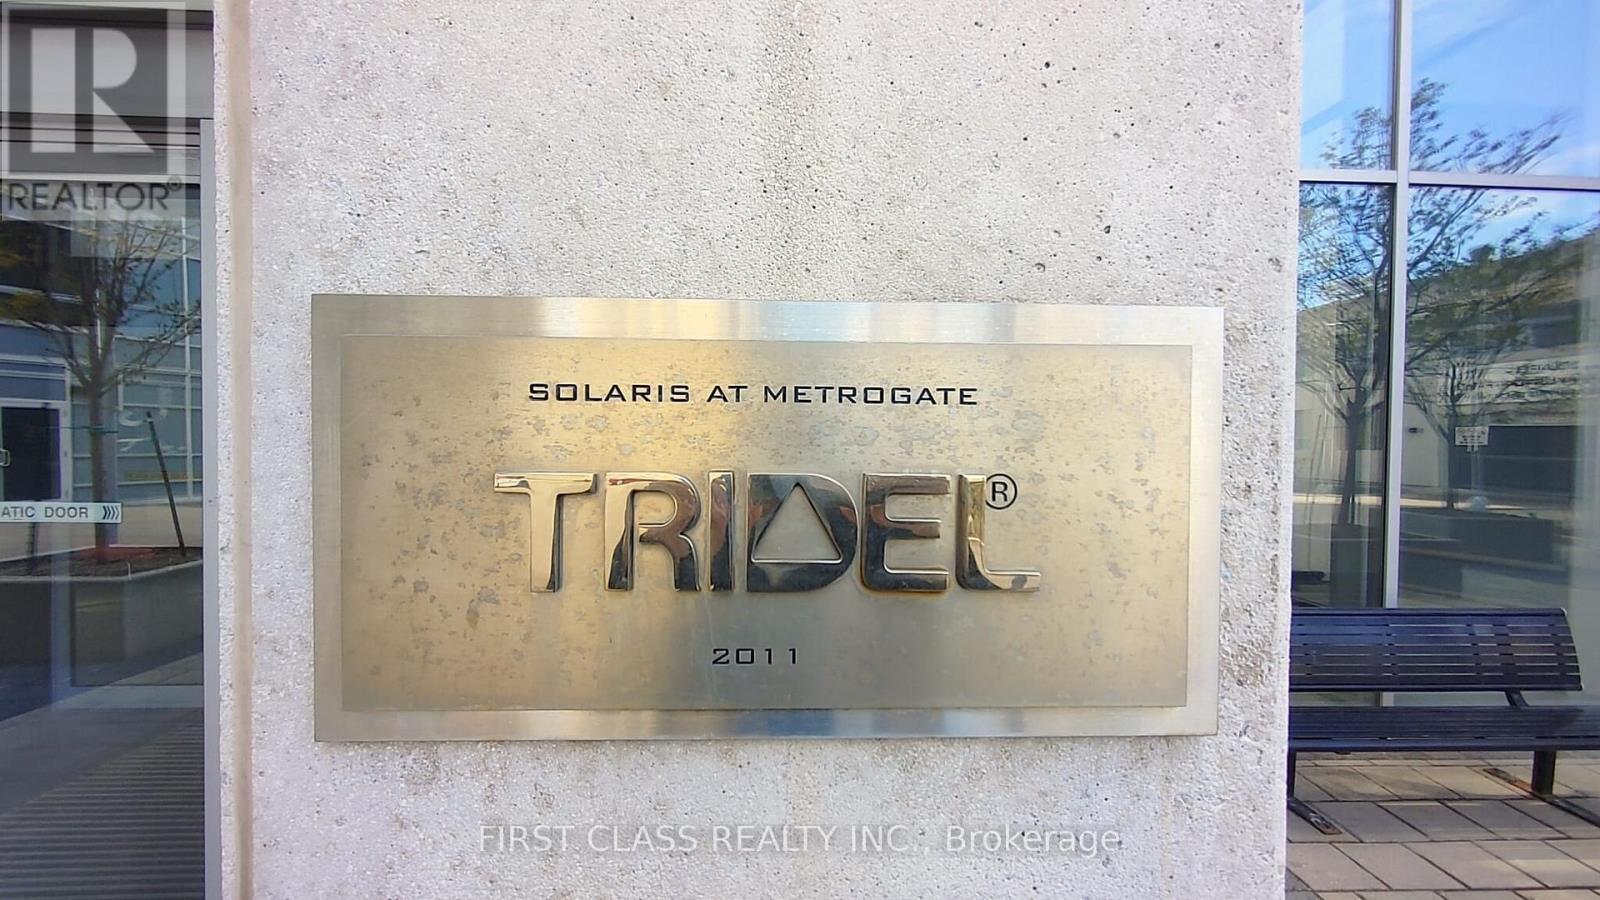 REALTOR®
SOLARIS AT METROGATE
TRIDEL®
2011
ATIC DOOR
FIRST CLASS REALTY INC., Brokerage